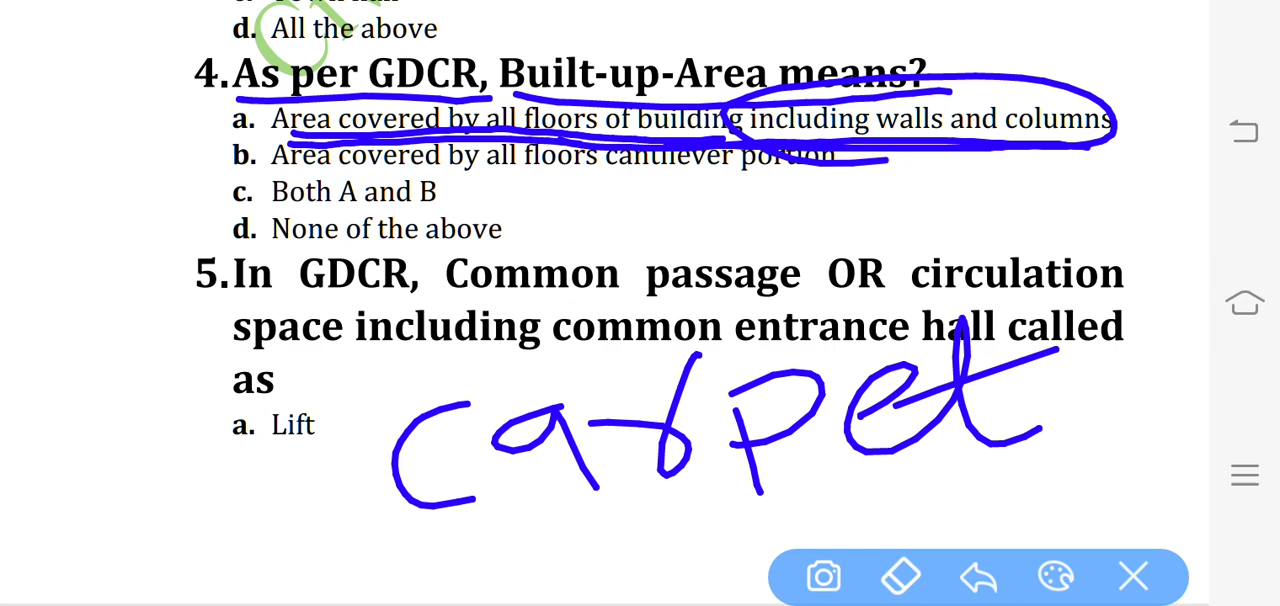 d. All the above
4.As per GDCR, Built-up-Area means?
a. Area covered by all floors of building including walls and columns
b. Area covered by all floors cantilever portion
c. Both A and B
d. None of the above
5.In GDCR, Common passage OR circulation
space including common entrance hall called
as
a. Lift
carpet